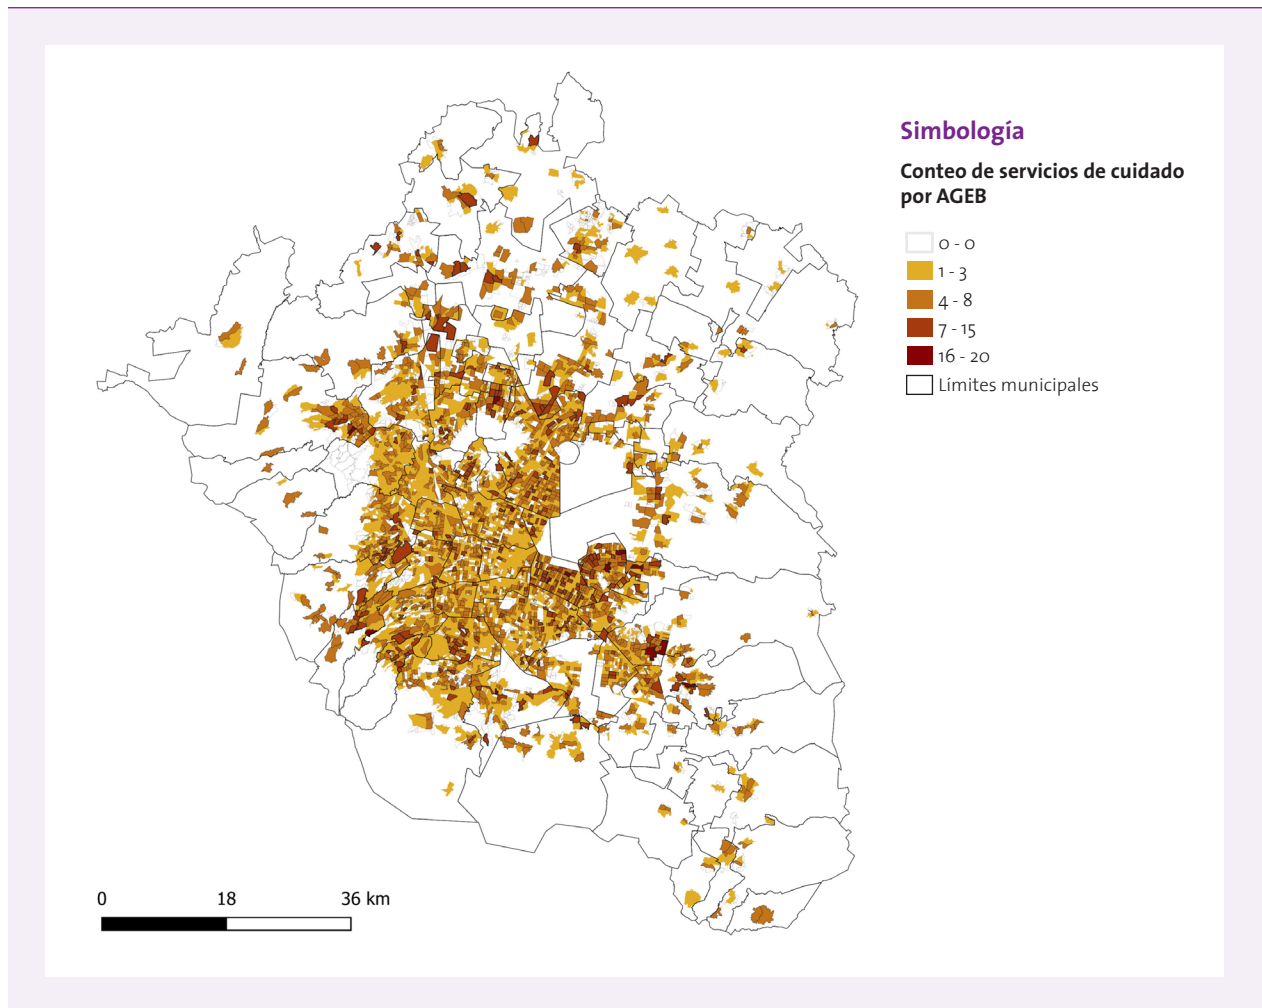 Simbología
Conteo de servicios de cuidado
por AGEB
0 - 0
1 - 3
4 - 8
7 - 15
16 - 20
Límites municipales
0 18 36 km